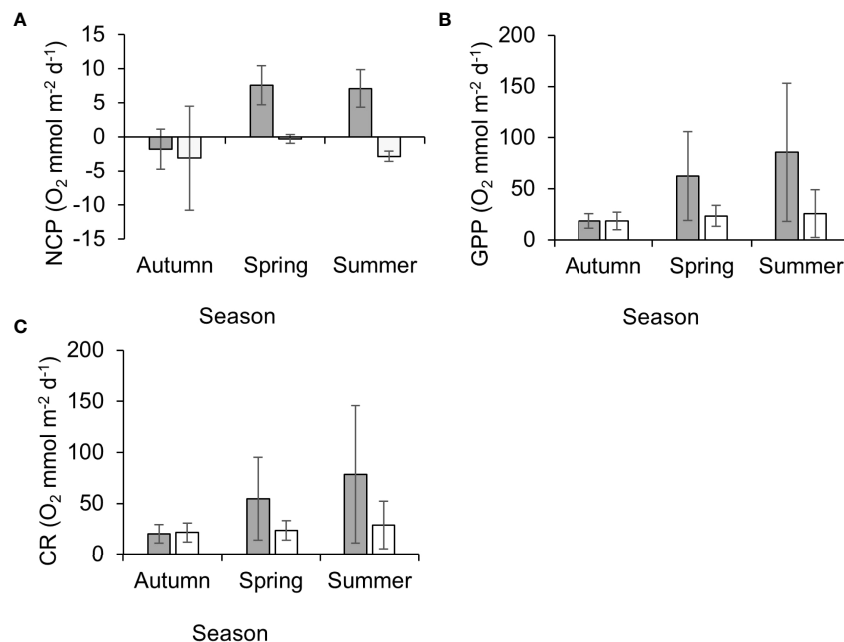 A
NCP (O₂ mmol m⁻² d⁻¹)
15
10
5
0
-5
-10
-15
Autumn Spring Summer
Season
B
GPP (O₂ mmol m⁻² d⁻¹)
200
150
100
50
0
Autumn Spring Summer
Season
C
CR (O₂ mmol m⁻² d⁻¹)
200
150
100
50
0
Autumn Spring Summer
Season